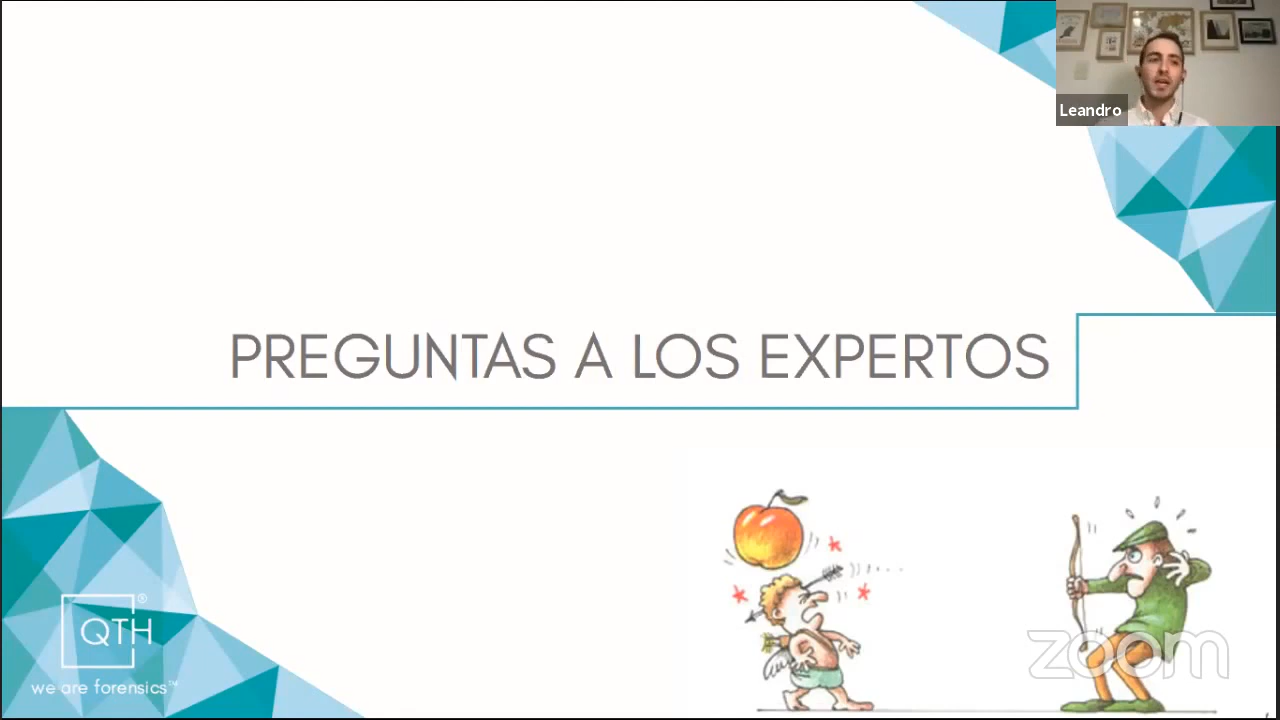 Leandro
PREGUNTAS A LOS EXPERTOS
QTH®
we are forensics™
zoom